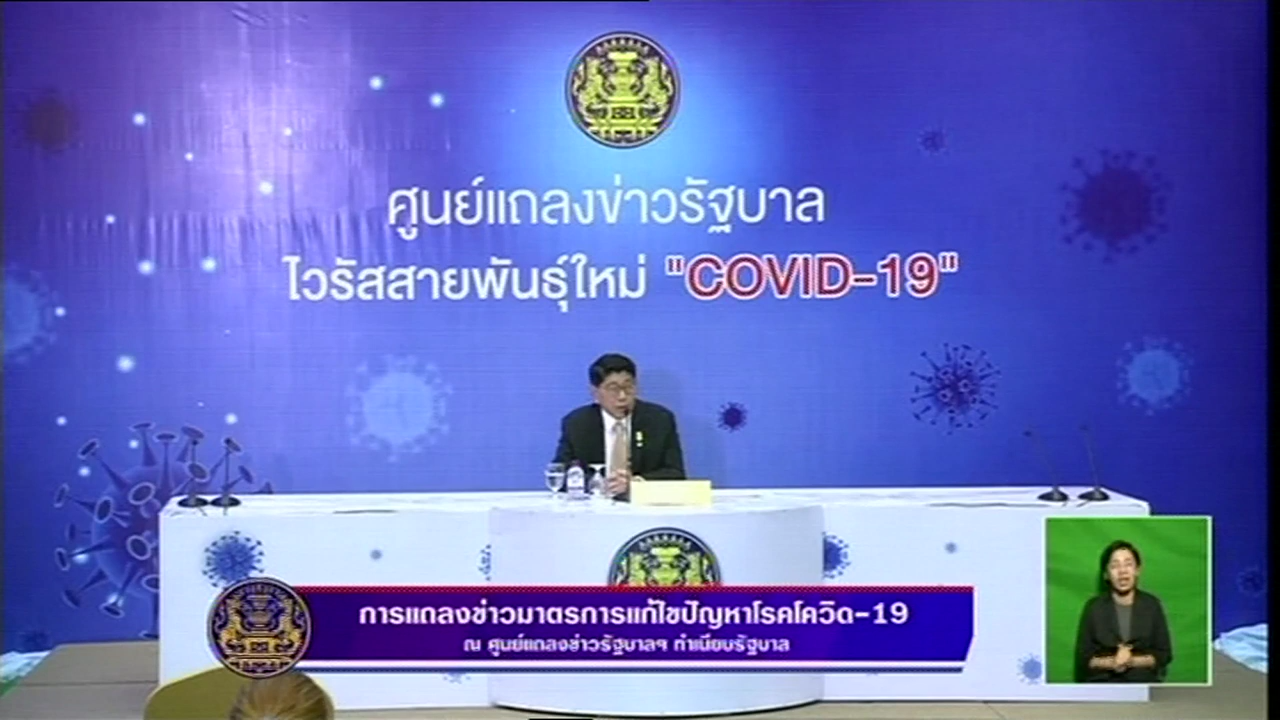 ศูนย์แถลงข่าวรัฐบาล
ไวรัสสายพันธุ์ใหม่ "COVID-19"
การแถลงข่าวมาตรการแก้ไขปัญหาโรคโควิด-19
ณ ศูนย์แถลงข่าวรัฐบาลฯ ทำเนียบรัฐบาล